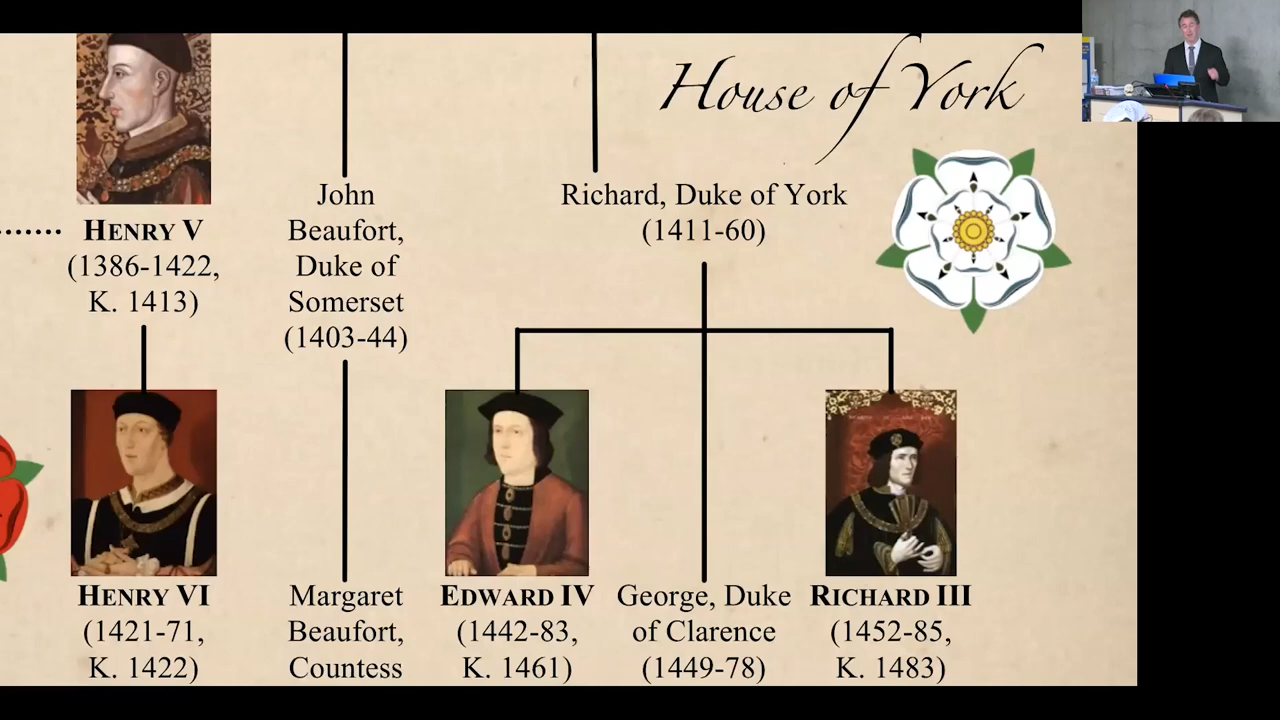 House of York
John
Beaufort,
Duke of
Somerset
(1403-44)
Richard, Duke of York
(1411-60)
HENRY V
(1386-1422,
K. 1413)
HENRY VI
(1421-71,
K. 1422)
Margaret
Beaufort,
Countess
EDWARD IV
(1442-83,
K. 1461)
George, Duke
of Clarence
(1449-78)
RICHARD III
(1452-85,
K. 1483)